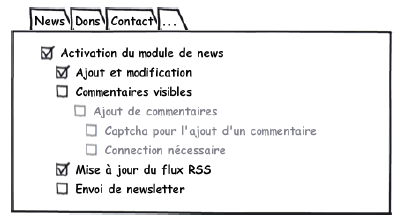 News Dons Contact ...
Activation du module de news
Ajout et modification
Commentaires visibles
Ajout de commentaires
Captcha pour l'ajout d'un commentaire
Connection nécessaire
Mise à jour du flux RSS
Envoi de newsletter